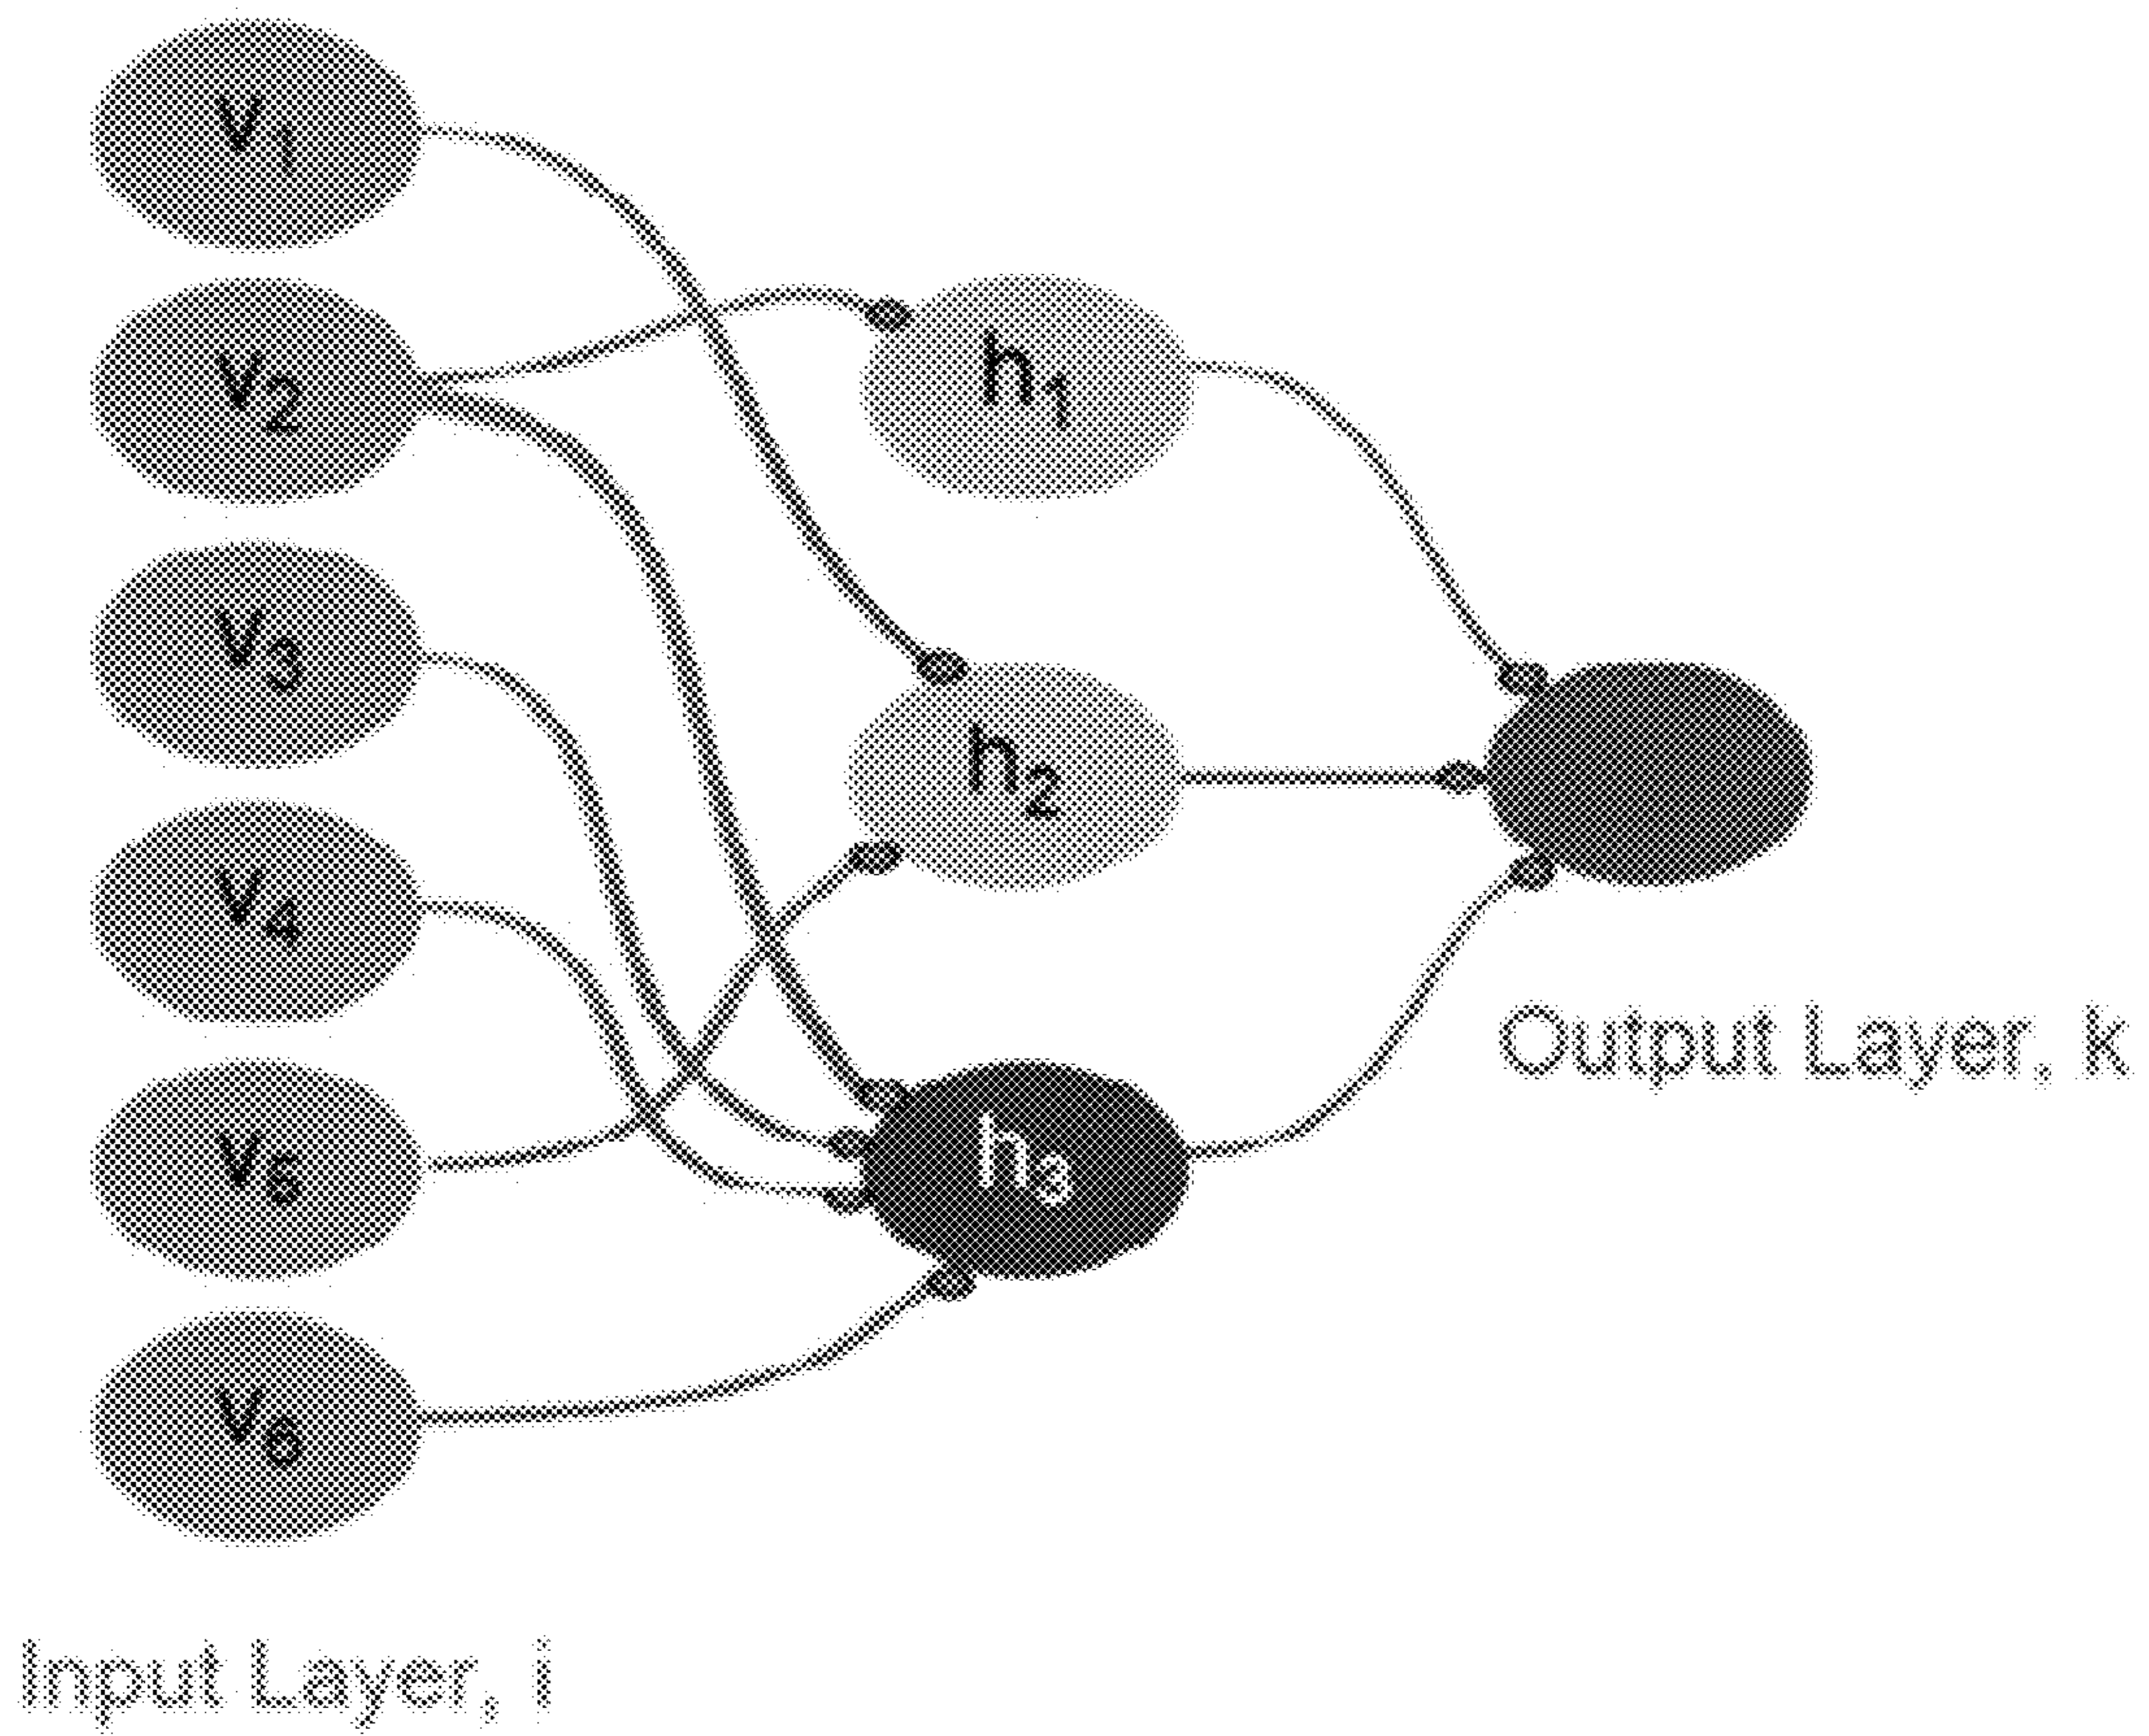 v1
v2
v3
v4
v5
v6
h1
h2
h3
Output Layer, k
Input Layer, i